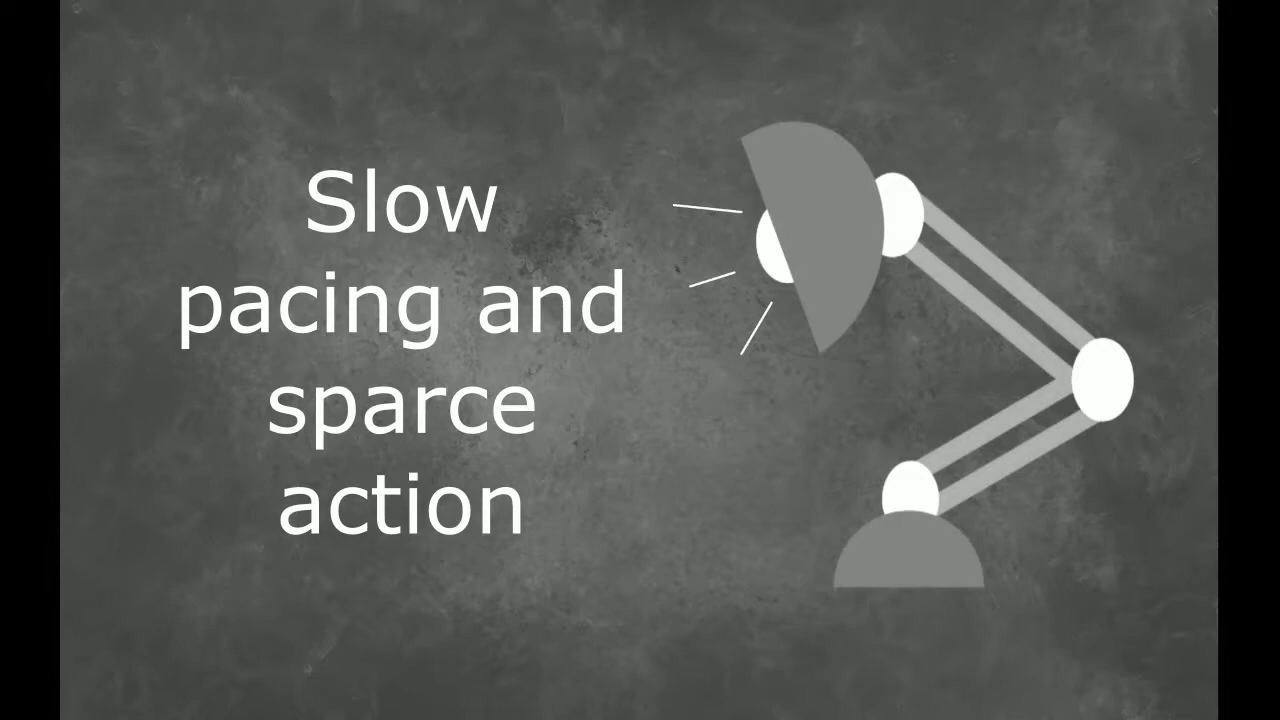 Slow
pacing and
sparce
action